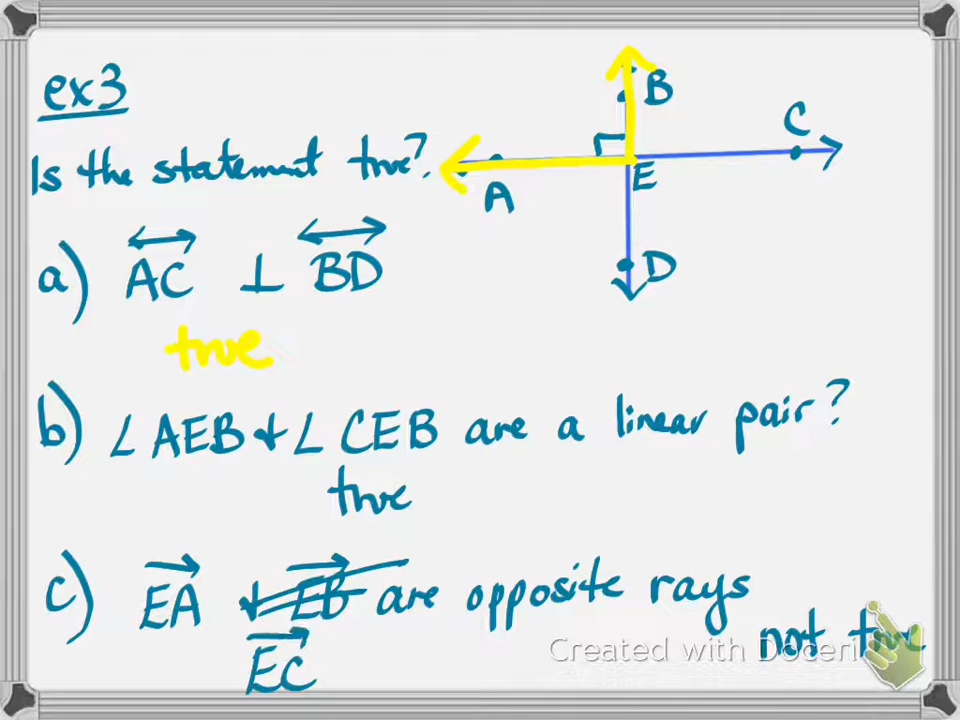 ex3
B
C
Is the statement true?
A
E
a) AC ⊥ BD
D
true
b) ∠ AEB + ∠ CEB are a linear pair?
true
c) EA + EB are opposite rays
not true
EC
Created with Doceri